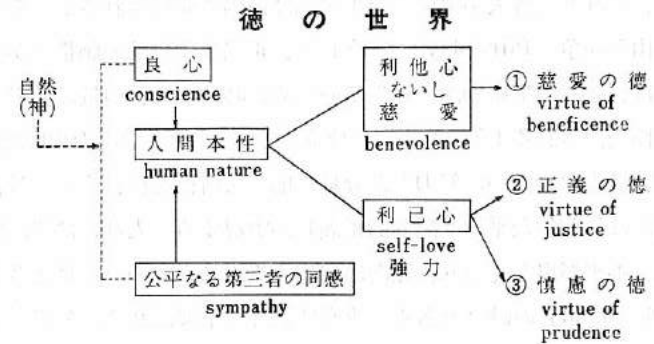 徳の世界
自然
(神)
良心
conscience
人間本性
human nature
公平なる第三者の同感
sympathy
利他心
ないし
慈愛
benevolence
利己心
self-love
強力
① 慈愛の徳
virtue of
beneficence
② 正義の徳
virtue of
justice
③ 慎慮の徳
virtue of
prudence